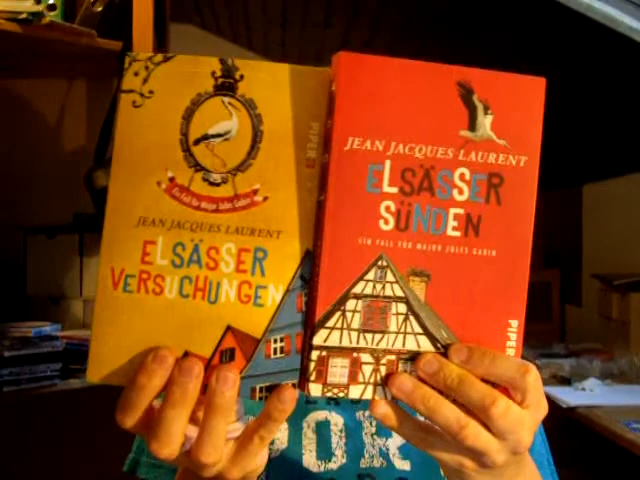 Ein Fall für Major Jules Gabin
JEAN JACQUES LAURENT
ELSÄSSER
VERSUCHUNGEN
PIPER
JEAN JACQUES LAURENT
ELSÄSSER
SÜNDEN
EIN FALL FÜR MAJOR JULES GABIN
PIPER
POR